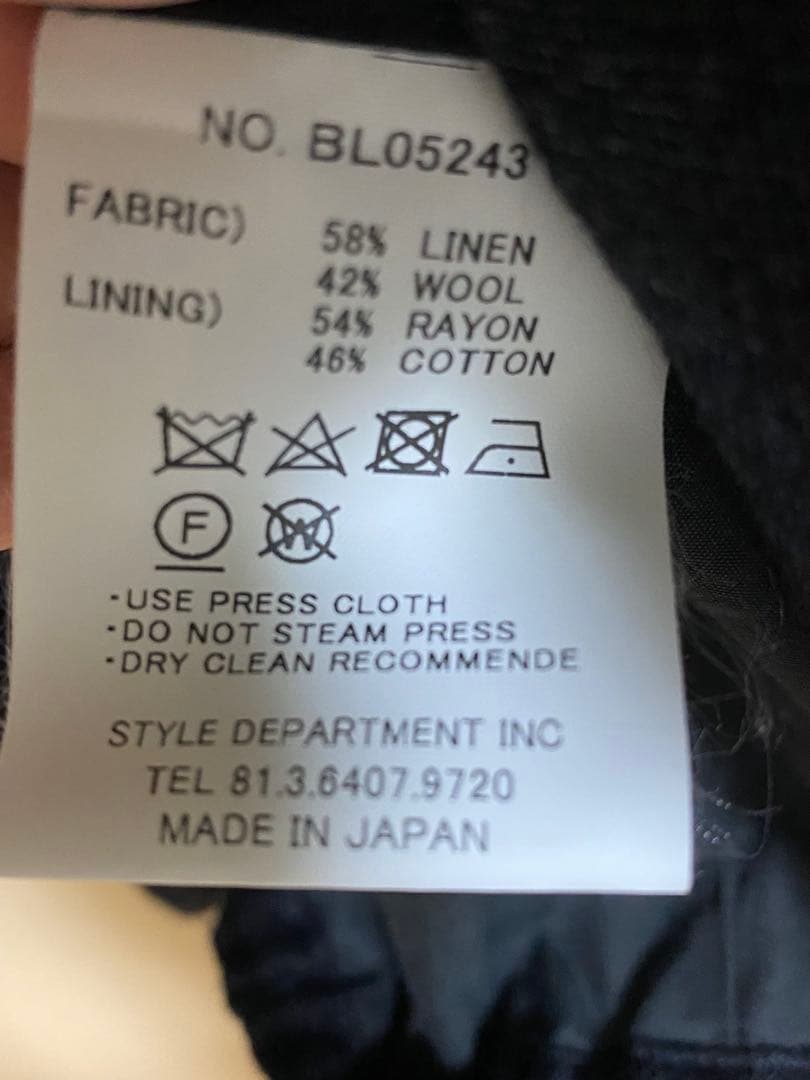 NO. BL05243
FABRIC) 58% LINEN
42% WOOL
LINING) 54% RAYON
46% COTTON
F W
·USE PRESS CLOTH
·DO NOT STEAM PRESS
·DRY CLEAN RECOMMENDE
STYLE DEPARTMENT INC
TEL 81.3.6407.9720
MADE IN JAPAN